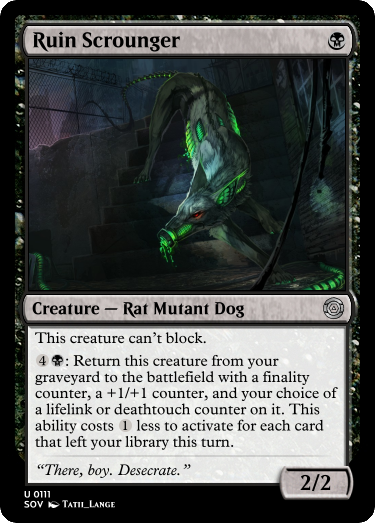 Ruin Scrounger
Creature — Rat Mutant Dog
This creature can't block.
4 : Return this creature from your
graveyard to the battlefield with a finality
counter, a +1/+1 counter, and your choice of
a lifelink or deathtouch counter on it. This
ability costs 1 less to activate for each card
that left your library this turn.
“There, boy. Desecrate.”
2/2
U 0111
SOV Tatii_Lange